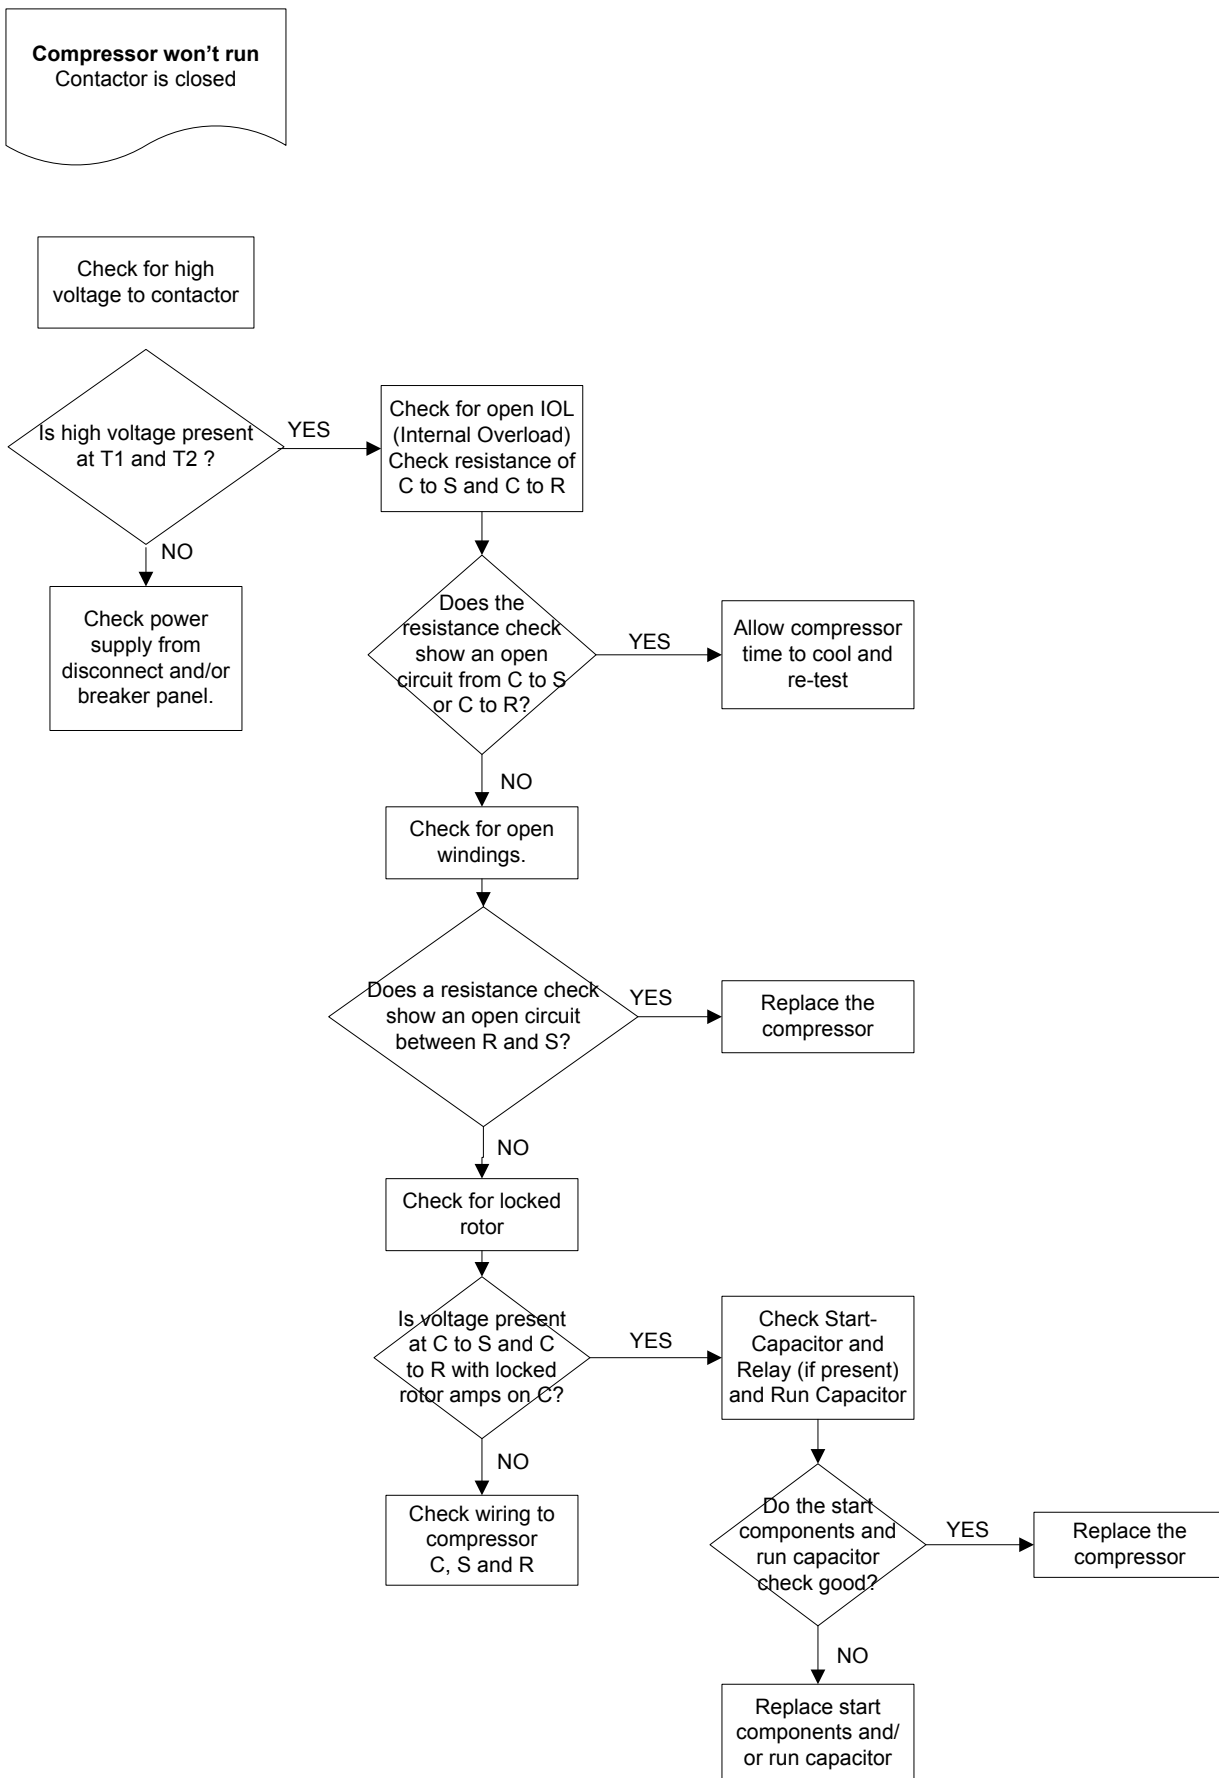 Compressor won't run
Contactor is closed
Check for high
voltage to contactor
Is high voltage present
at T1 and T2 ?
YES
NO
Check power
supply from
disconnect and/or
breaker panel.
Check for open IOL
(Internal Overload)
Check resistance of
C to S and C to R
Does the
resistance check
show an open
circuit from C to S
or C to R?
YES
Allow compressor
time to cool and
re-test
NO
Check for open
windings.
Does a resistance check
show an open circuit
between R and S?
YES
Replace the
compressor
NO
Check for locked
rotor
Is voltage present
at C to S and C
to R with locked
rotor amps on C?
YES
NO
Check wiring to
compressor
C, S and R
Check Start-
Capacitor and
Relay (if present)
and Run Capacitor
Do the start
components and
run capacitor
check good?
YES
Replace the
compressor
NO
Replace start
components and/
or run capacitor